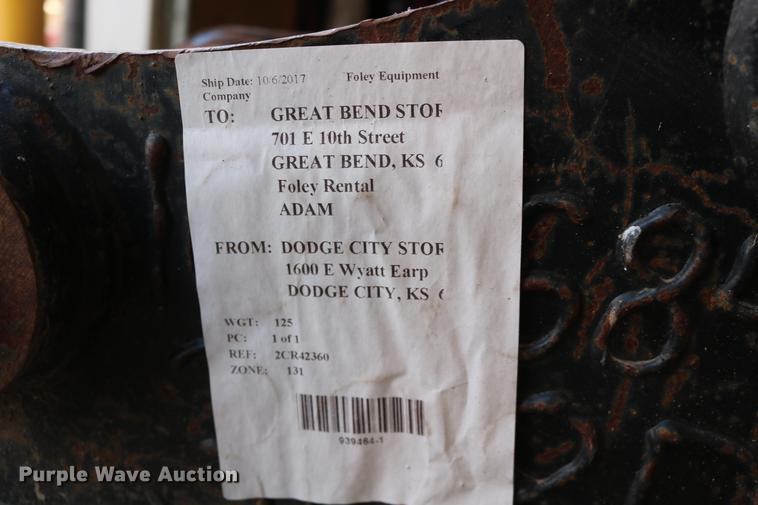 Ship Date: 10/6/2017 Foley Equipment
Company
TO: GREAT BEND STOR
701 E 10th Street
GREAT BEND, KS 6
Foley Rental
ADAM
FROM: DODGE CITY STOR
1600 E Wyatt Earp
DODGE CITY, KS 6
WGT: 125
PC: 1 of 1
REF: 2CR42360
ZONE: 131
939464-1
Purple Wave Auction